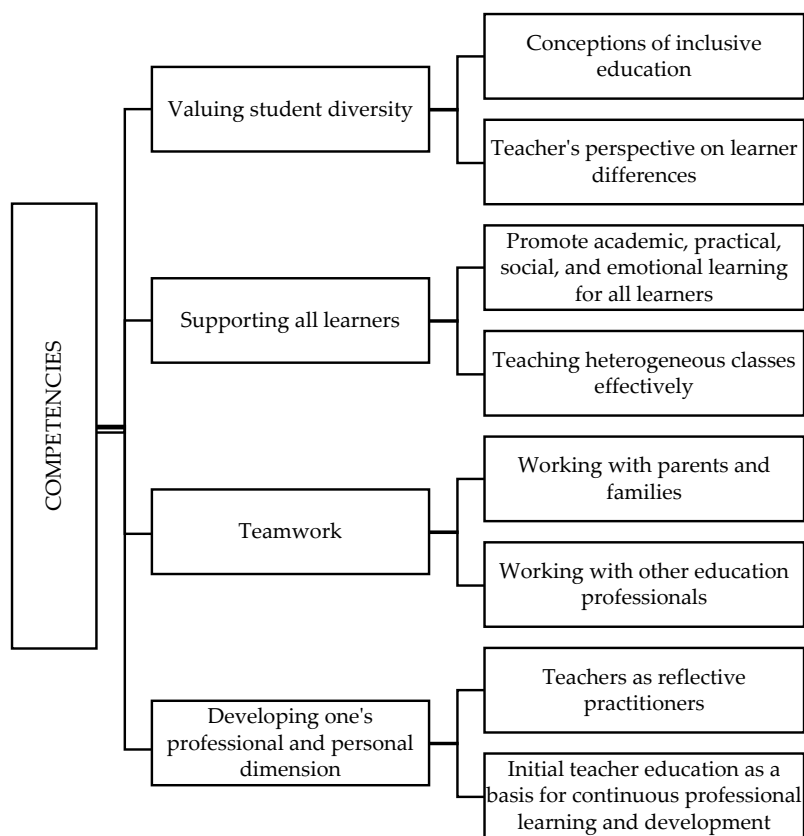 COMPETENCIES
Valuing student diversity
Conceptions of inclusive
education
Teacher's perspective on learner
differences
Supporting all learners
Promote academic, practical,
social, and emotional learning
for all learners
Teaching heterogeneous classes
effectively
Teamwork
Working with parents and
families
Working with other education
professionals
Developing one's
professional and personal
dimension
Teachers as reflective
practitioners
Initial teacher education as a
basis for continuous professional
learning and development